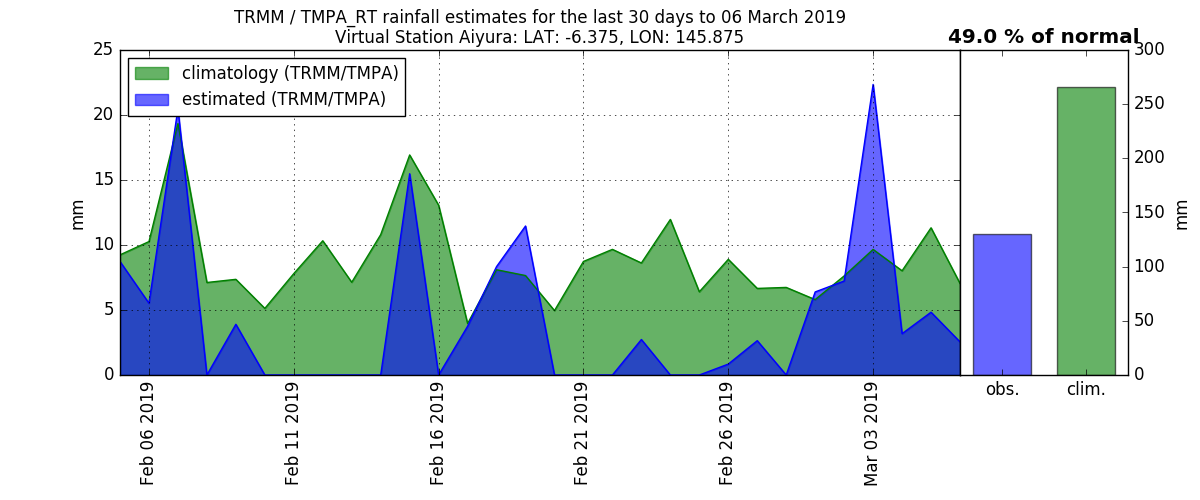 TRMM / TMPA_RT rainfall estimates for the last 30 days to 06 March 2019
Virtual Station Aiyura: LAT: -6.375, LON: 145.875
49.0 % of normal
climatology (TRMM/TMPA)
estimated (TRMM/TMPA)
25
20
15
10
5
0
mm
Feb 06 2019
Feb 11 2019
Feb 16 2019
Feb 21 2019
Feb 26 2019
Mar 03 2019
obs.
clim.
300
250
200
150
100
50
0
mm